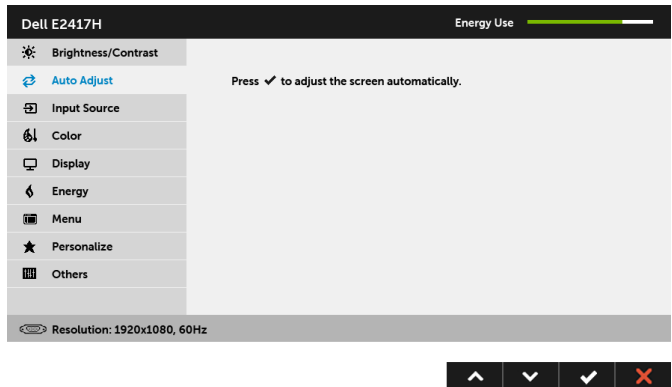 Dell E2417H
Energy Use
Brightness/Contrast
Auto Adjust
Press ✔ to adjust the screen automatically.
Input Source
Color
Display
Energy
Menu
Personalize
Others
Resolution: 1920x1080, 60Hz